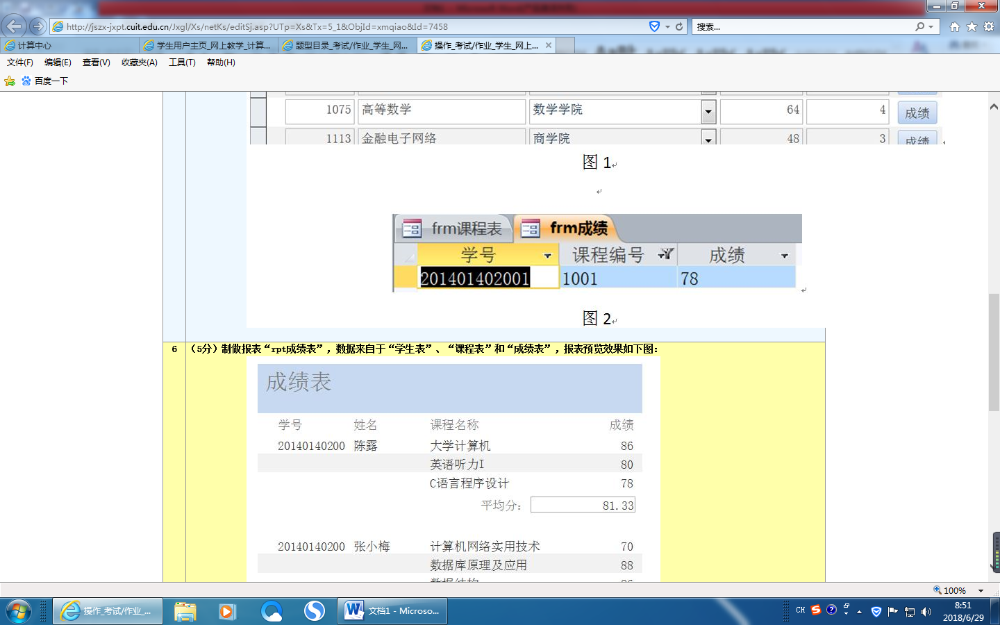 http://jszx-jxpt.cuit.edu.cn/Jxgl/Xs/netKs/editSj.asp?UTp=Xs&Tx=5_1&ObjId=xmqiao&Id=7458
搜索...
计算中心
学生用户主页_网上教学_计算...
题型目录_考试/作业_学生_网...
操作_考试/作业_学生_网上...
文件(F) 编辑(E) 查看(V) 收藏夹(A) 工具(T) 帮助(H)
百度一下
1075 高等数学 数学学院 64 4 成绩
1113 金融电子网络 商学院 48 3 成绩
图 1
frm课程表 frm成绩
学号 课程编号 成绩
201401402001 1001 78
图 2
6 （5分）制做报表“rpt成绩表”，数据来自于“学生表”、“课程表”和“成绩表”，报表预览效果如下图：
成绩表
学号 姓名 课程名称 成绩
20140140200 陈露 大学计算机 86
英语听力I 80
C语言程序设计 78
平均分： 81.33
20140140200 张小梅 计算机网络实用技术 70
数据库原理及应用 88
100%
操作_考试/作业_...
文档1 - Microso...
CH
8:51
2018/6/29